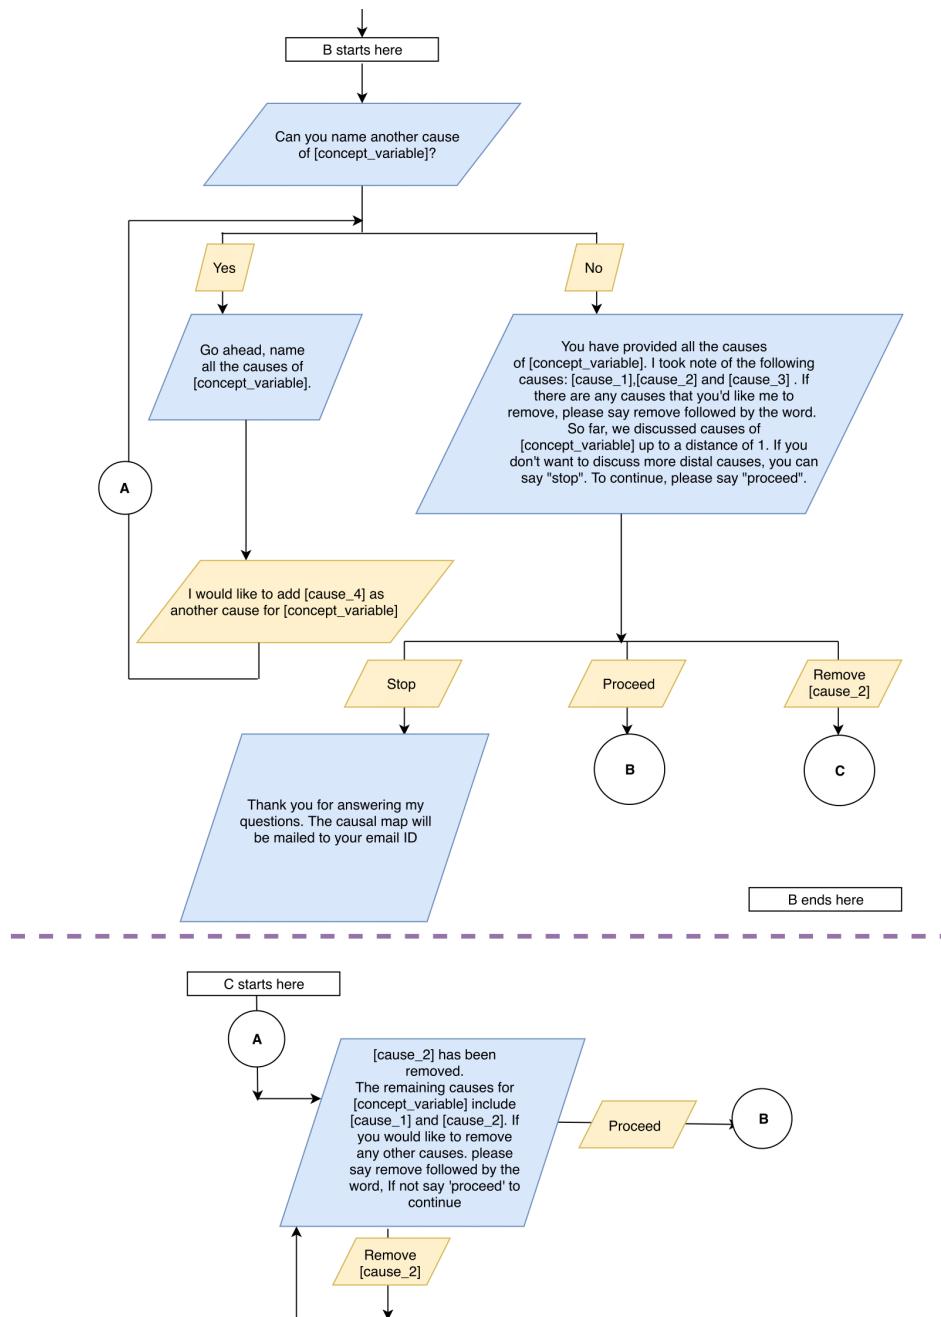 B starts here
Can you name another cause
of [concept_variable]?
Yes
No
Go ahead, name
all the causes of
[concept_variable].
You have provided all the causes
of [concept_variable]. I took note of the following
causes: [cause_1],[cause_2] and [cause_3] . If
there are any causes that you'd like me to
remove, please say remove followed by the word.
So far, we discussed causes of
[concept_variable] up to a distance of 1. If you
don't want to discuss more distal causes, you can
say "stop". To continue, please say "proceed".
A
I would like to add [cause_4] as
another cause for [concept_variable]
Stop
Proceed
Remove
[cause_2]
B
C
Thank you for answering my
questions. The causal map will
be mailed to your email ID
B ends here
C starts here
A
[cause_2] has been
removed.
The remaining causes for
[concept_variable] include
[cause_1] and [cause_2]. If
you would like to remove
any other causes. please
say remove followed by the
word, If not say 'proceed' to
continue
Proceed
B
Remove
[cause_2]